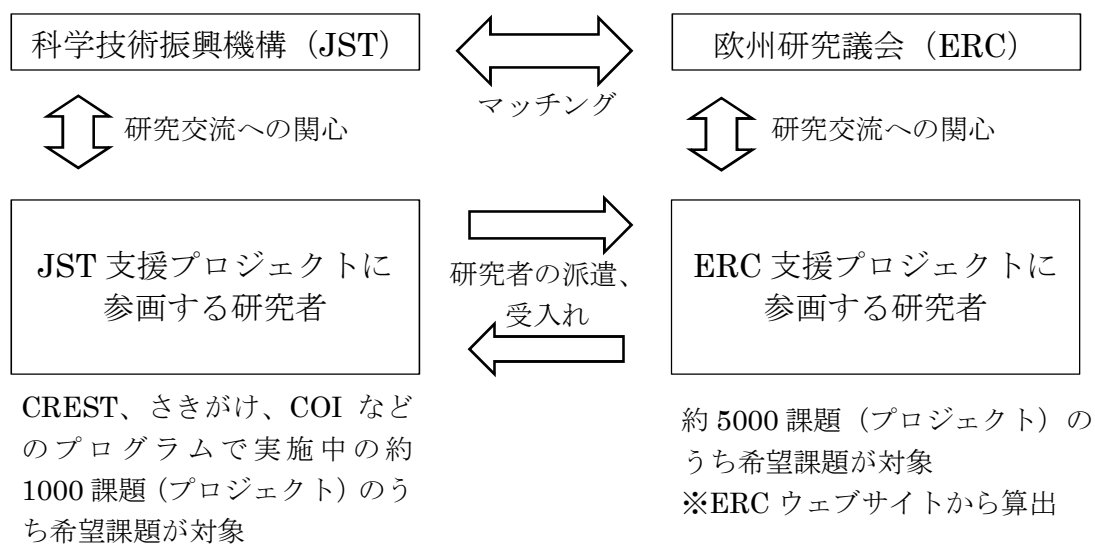 科学技術振興機構（JST）
欧州研究議会（ERC）
マッチング
研究交流への関心
研究交流への関心
JST 支援プロジェクトに
参画する研究者
研究者の派遣、
受入れ
ERC 支援プロジェクトに
参画する研究者
CREST、さきがけ、COI など
のプログラムで実施中の約
1000 課題（プロジェクト）のう
ち希望課題が対象
約 5000 課題（プロジェクト）の
うち希望課題が対象
※ERC ウェブサイトから算出